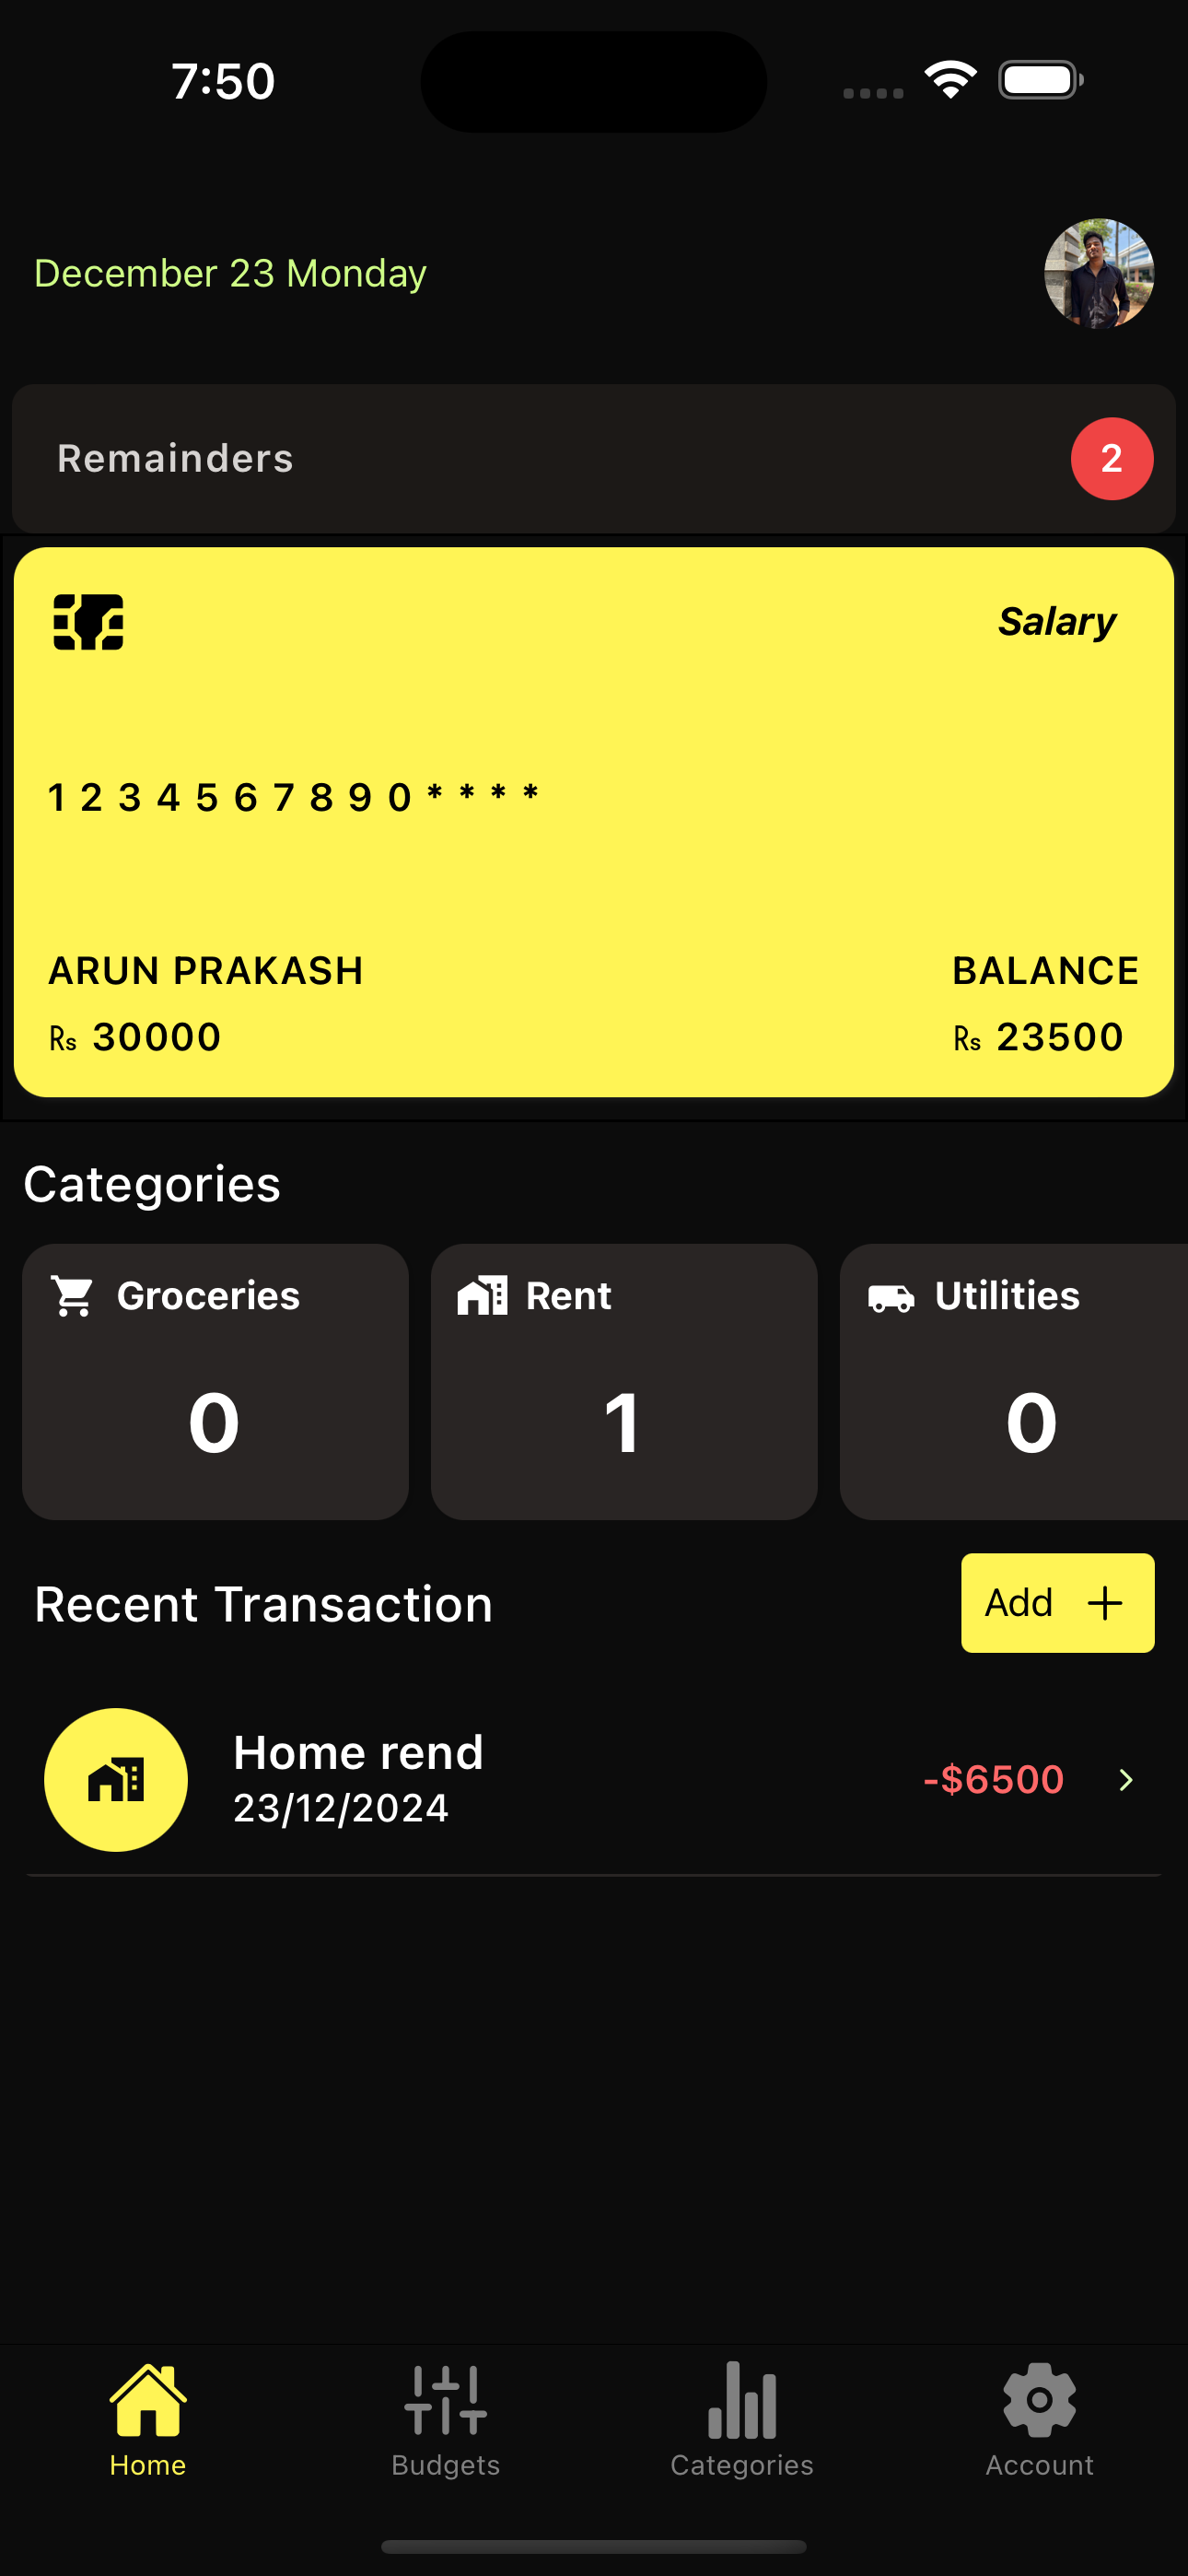 7:50
December 23 Monday
Remainders
2
Salary
1 2 3 4 5 6 7 8 9 0 * * * *
ARUN PRAKASH
BALANCE
₨ 30000
₨ 23500
Categories
Groceries
Rent
Utilities
0
1
0
Recent Transaction
Add +
Home rend
23/12/2024
-$6500
Home
Budgets
Categories
Account